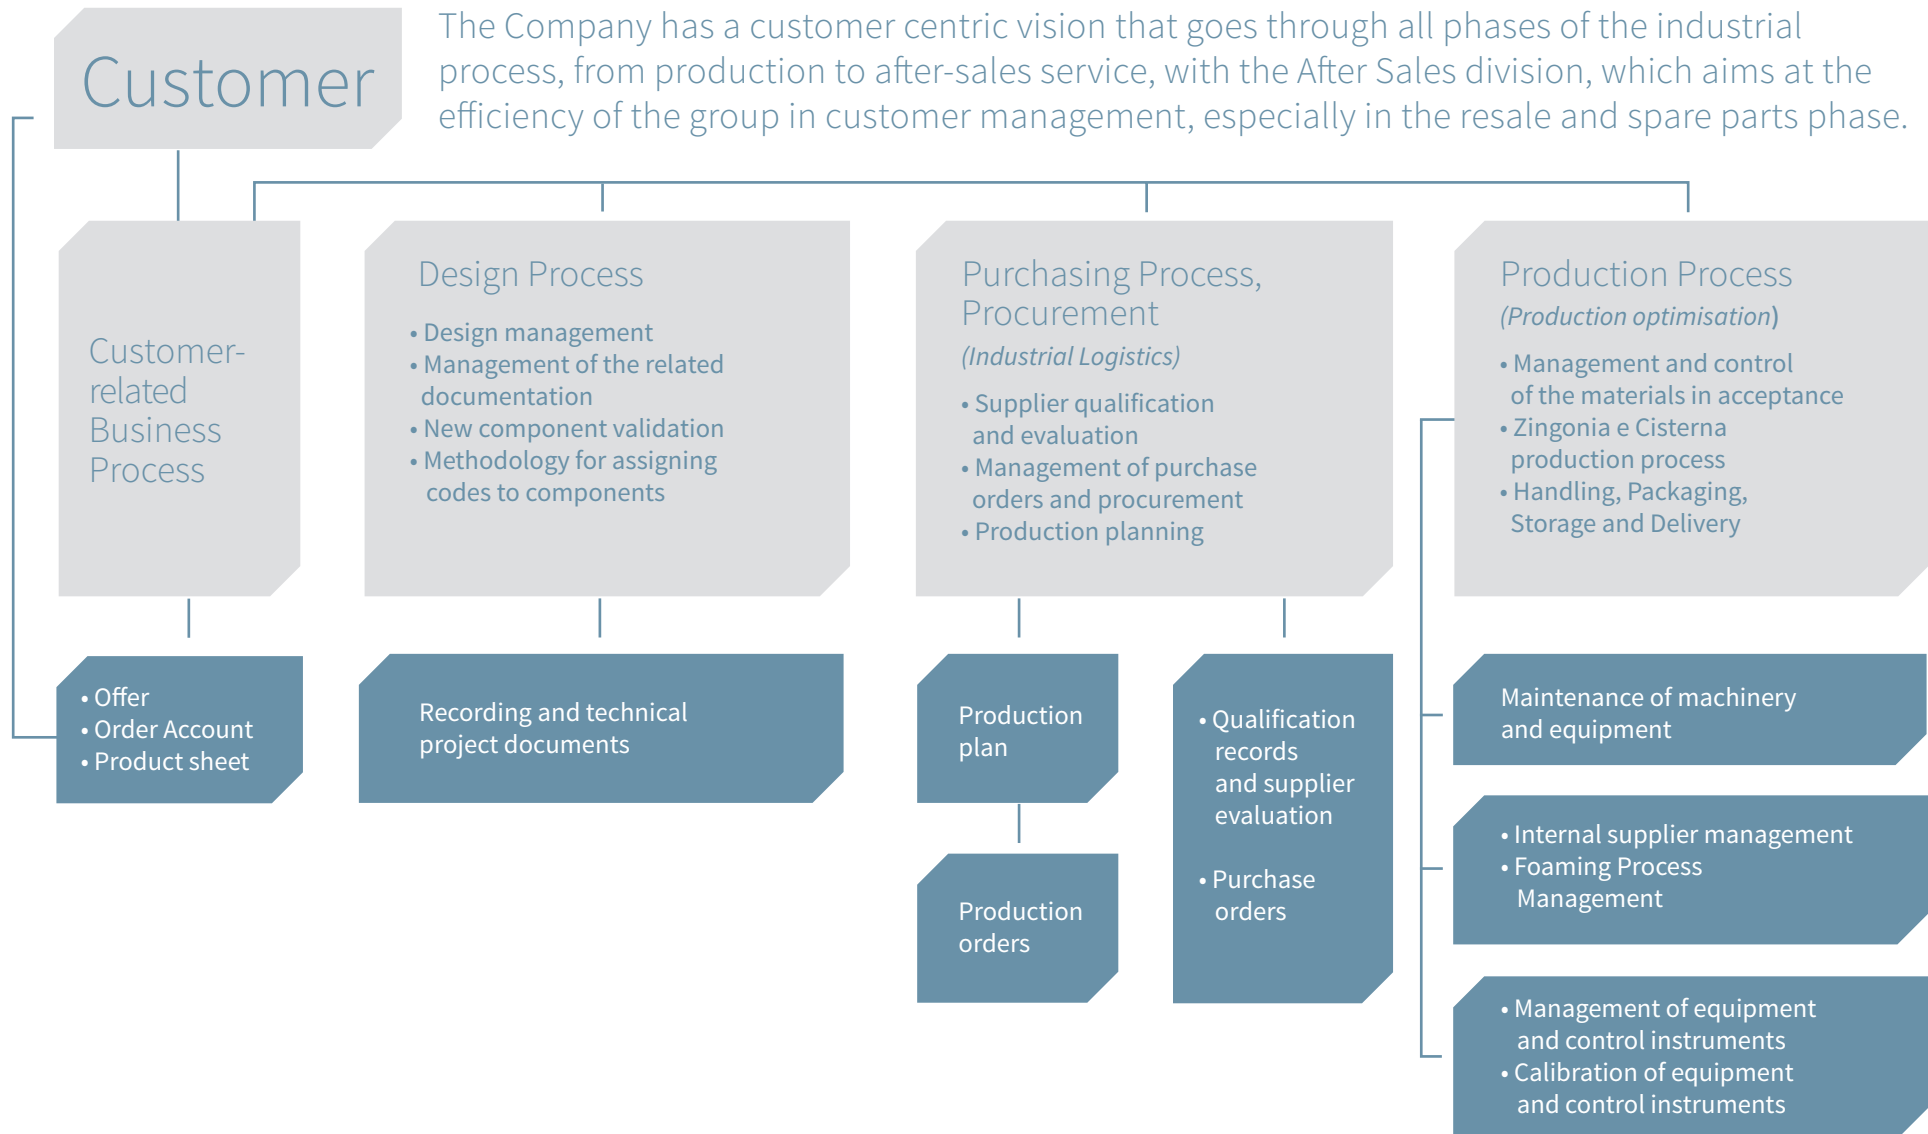 Customer
The Company has a customer centric vision that goes through all phases of the industrial
process, from production to after-sales service, with the After Sales division, which aims at the
efficiency of the group in customer management, especially in the resale and spare parts phase.
Customer-
related
Business
Process
Design Process
• Design management
• Management of the related
documentation
• New component validation
• Methodology for assigning
codes to components
Purchasing Process,
Procurement
(Industrial Logistics)
• Supplier qualification
and evaluation
• Management of purchase
orders and procurement
• Production planning
Production Process
(Production optimisation)
• Management and control
of the materials in acceptance
• Zingonia e Cisterna
production process
• Handling, Packaging,
Storage and Delivery
• Offer
• Order Account
• Product sheet
Recording and technical
project documents
Production
plan
Production
orders
• Qualification
records
and supplier
evaluation
• Purchase
orders
Maintenance of machinery
and equipment
• Internal supplier management
• Foaming Process
Management
• Management of equipment
and control instruments
• Calibration of equipment
and control instruments